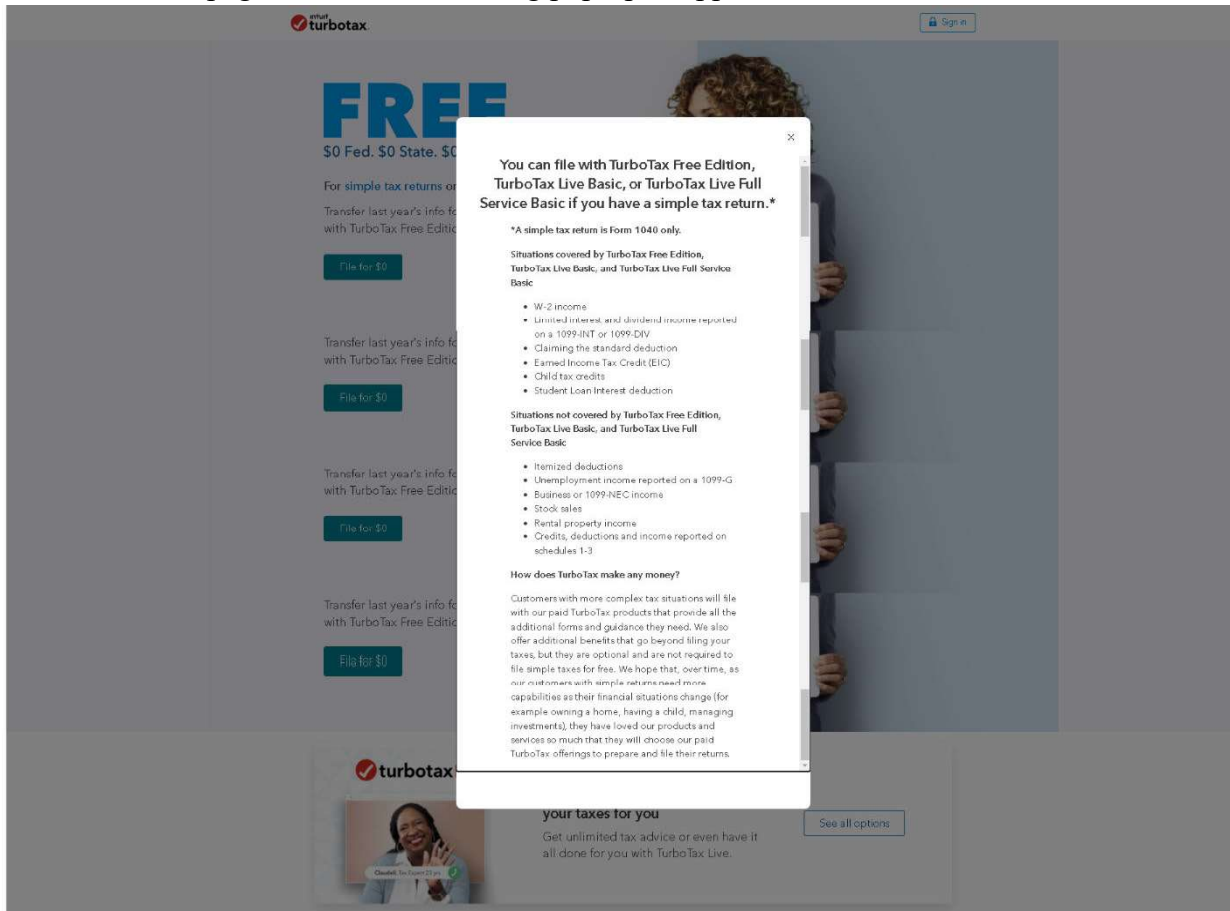 intuit
turbotax
Sign in
FREE
$0 Fed. $0 State. $0
For simple tax returns on
Transfer last year's info fo
with TurboTax Free Editio
File for $0
Transfer last year's info fo
with TurboTax Free Editio
File for $0
Transfer last year's info fo
with TurboTax Free Editio
File for $0
Transfer last year's info fo
with TurboTax Free Editio
File for $0
×
You can file with TurboTax Free Edition,
TurboTax Live Basic, or TurboTax Live Full
Service Basic if you have a simple tax return.*
*A simple tax return is Form 1040 only.
Situations covered by TurboTax Free Edition,
TurboTax Live Basic, and TurboTax Live Full Service
Basic
• W-2 income
• Limited interest and dividend income reported
on a 1099-INT or 1099-DIV
• Claiming the standard deduction
• Earned Income Tax Credit (EIC)
• Child tax credits
• Student Loan Interest deduction
Situations not covered by TurboTax Free Edition,
TurboTax Live Basic, and TurboTax Live Full
Service Basic
• Itemized deductions
• Unemployment income reported on a 1099-G
• Business or 1099-NEC income
• Stock sales
• Rental property income
• Credits, deductions and income reported on
schedules 1-3
How does TurboTax make any money?
Customers with more complex tax situations will file
with our paid TurboTax products that provide all the
additional forms and guidance they need. We also
offer additional benefits that go beyond filing your
taxes, but they are optional and are not required to
file simple taxes for free. We hope that, over time, as
our customers with simple returns need more
capabilities as their financial situations change (for
example owning a home, having a child, managing
investments), they have loved our products and
services so much that they will choose our paid
TurboTax offerings to prepare and file their returns.
turbotax
your taxes for you
Get unlimited tax advice or even have it
all done for you with TurboTax Live.
See all options